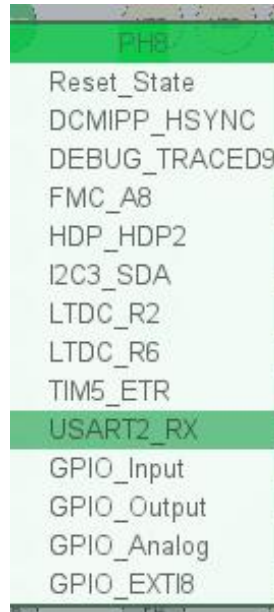 PH8
Reset_State
DCMIPP_HSYNC
DEBUG_TRACED9
FMC_A8
HDP_HDP2
I2C3_SDA
LTDC_R2
LTDC_R6
TIM5_ETR
USART2_RX
GPIO_Input
GPIO_Output
GPIO_Analog
GPIO_EXTI8